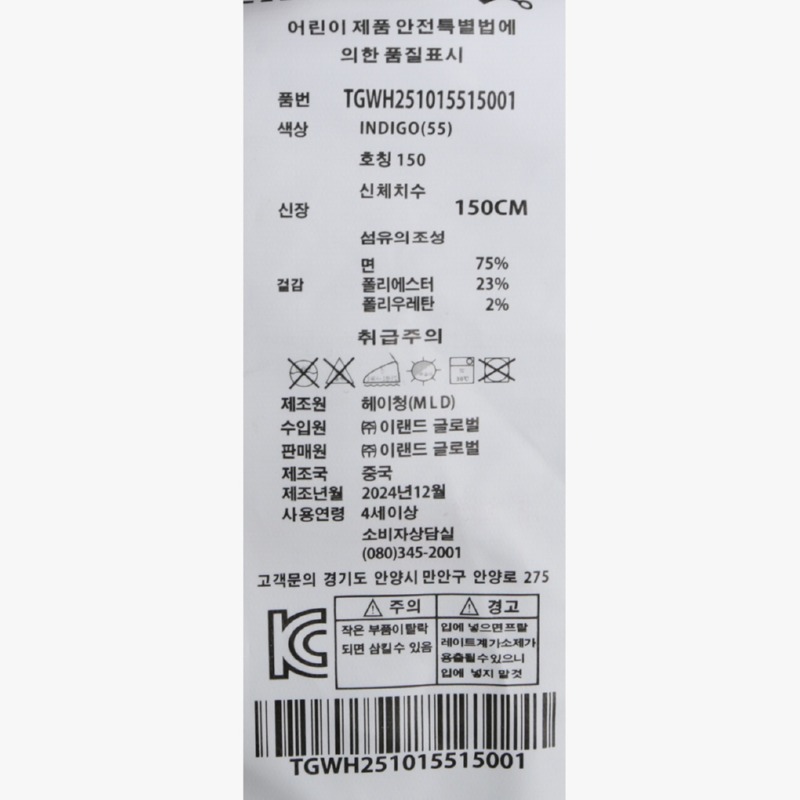 어린이 제품 안전특별법에
의한 품질표시
품번 TGWH251015515001
색상 INDIGO(55)
호칭 150
신체치수
신장 150CM
섬유의조성
면 75%
겉감 폴리에스터 23%
폴리우레탄 2%
취급주의
제조원 헤이청(MLD)
수입원 ㈜이랜드 글로벌
판매원 ㈜이랜드 글로벌
제조국 중국
제조년월 2024년12월
사용연령 4세이상
소비자상담실
(080)345-2001
고객문의 경기도 안양시 만안구 안양로 275
주의
작은 부품이탈락
되면 삼킬수 있음
경고
입에 넣으면프탈
레이트계가소제가
용출될수있으니
입에 넣지 말것
TGWH251015515001